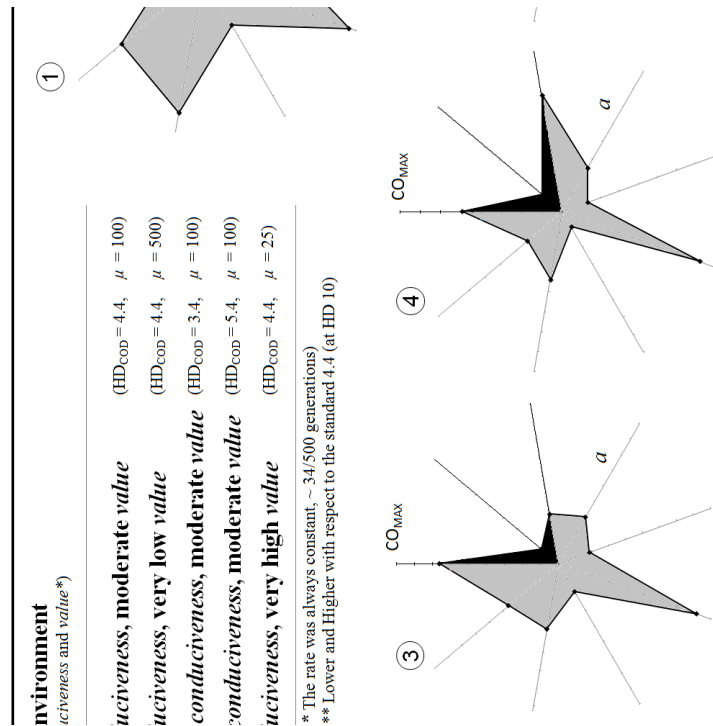 nvironment
uciveness and value*)
uciveness, moderate value (HDCOD = 4.4, μ = 100)
uciveness, very low value (HDCOD = 4.4, μ = 500)
conduciveness, moderate value (HDCOD = 3.4, μ = 100)
conduciveness, moderate value (HDCOD = 5.4, μ = 100)
uciveness, very high value (HDCOD = 4.4, μ = 25)
* The rate was always constant, ~ 34/500 generations)
** Lower and Higher with respect to the standard 4.4 (at HD 10)
1
3
COMAX
a
4
COMAX
a